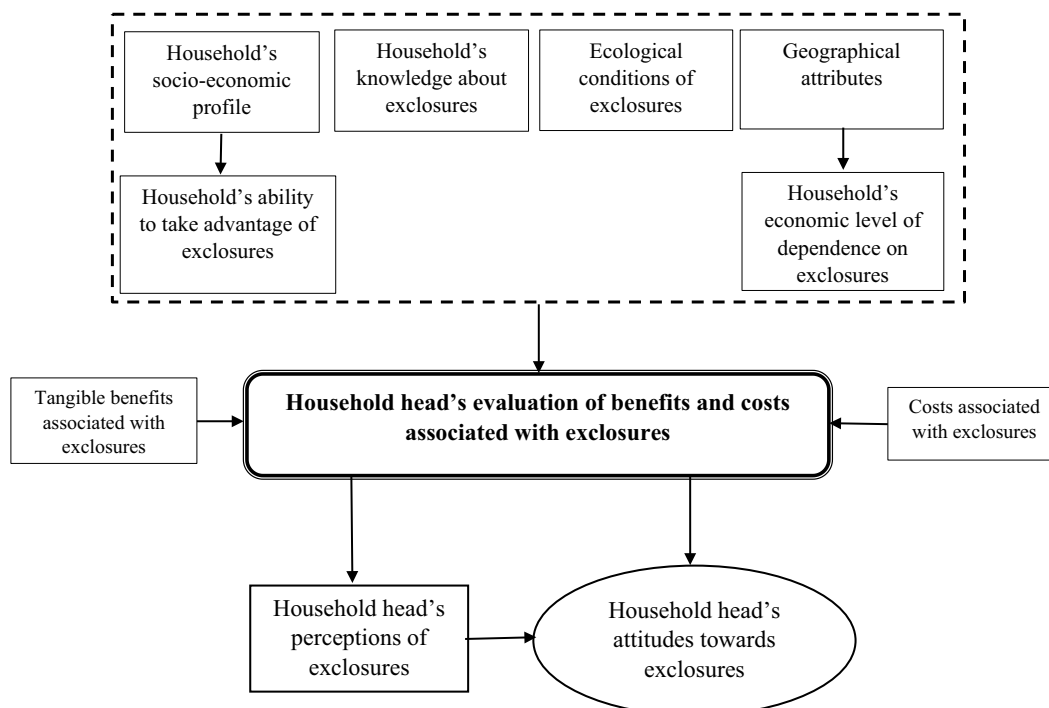 Household’s
socio-economic
profile
Household’s
knowledge about
exclosures
Ecological
conditions of
exclosures
Geographical
attributes
Household’s ability
to take advantage of
exclosures
Household’s
economic level of
dependence on
exclosures
Tangible benefits
associated with
exclosures
Household head’s evaluation of benefits and costs
associated with exclosures
Costs associated
with exclosures
Household head’s
perceptions of
exclosures
Household head’s
attitudes towards
exclosures